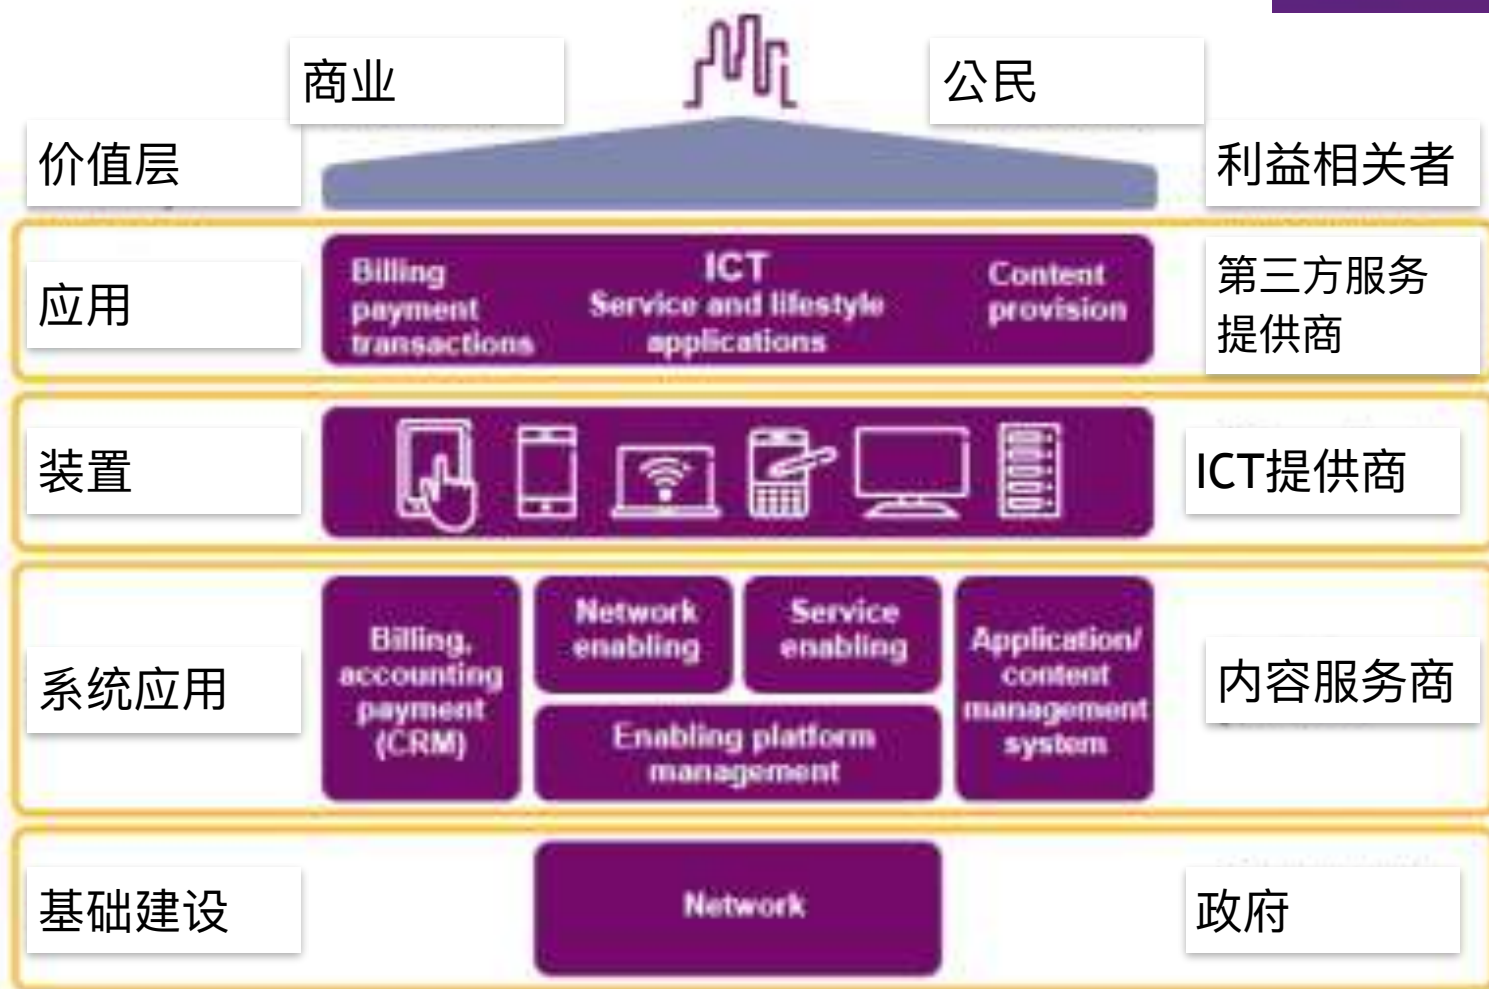 商业
公民
价值层
利益相关者
应用
Billing
payment
transactions
ICT
Service and lifestyle
applications
Content
provision
第三方服务
提供商
装置
ICT提供商
系统应用
Billing,
accounting
payment
(CRM)
Network
enabling
Service
enabling
Enabling platform
management
Application/
content
management
system
内容服务商
基础建设
Network
政府